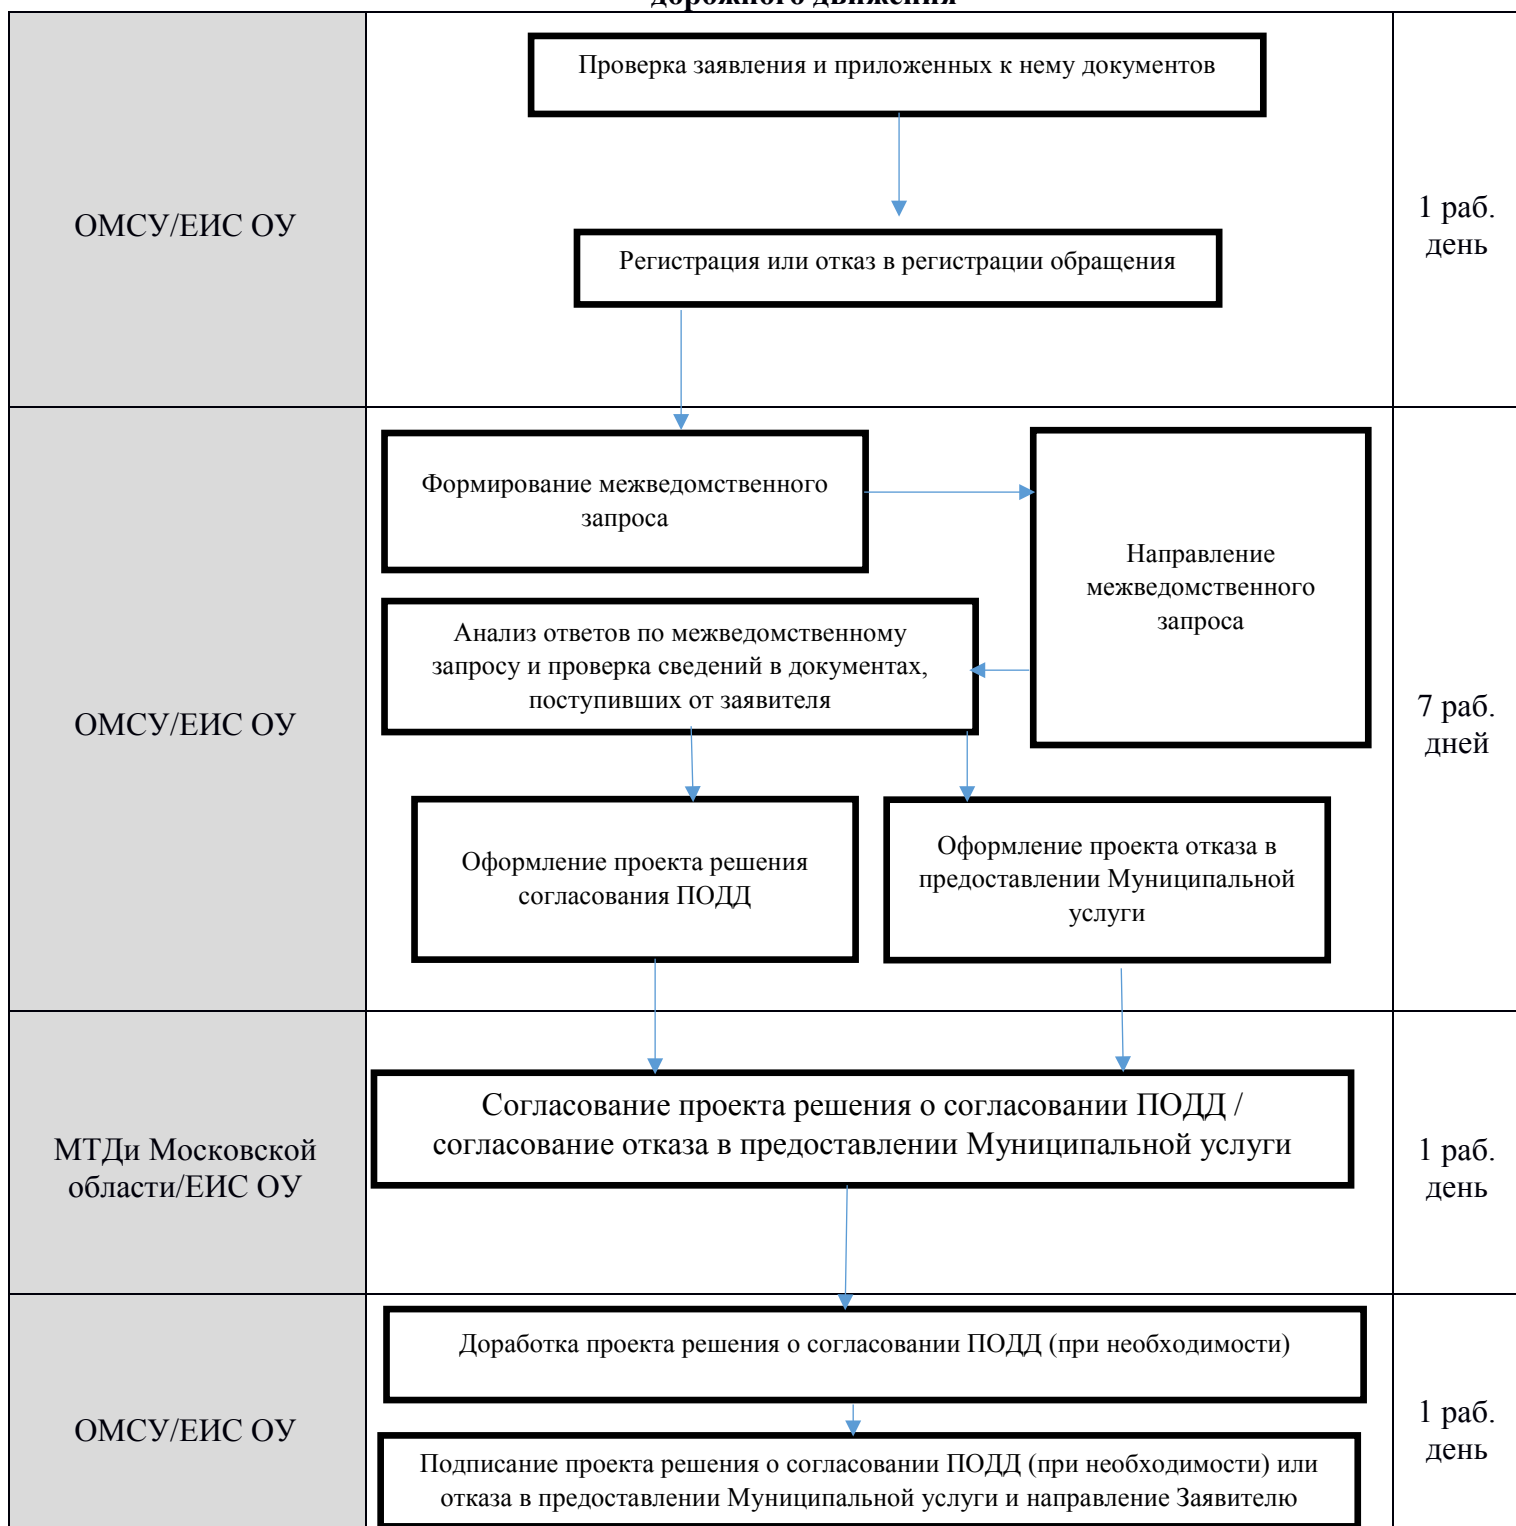 дорожного движения
ОМСУ/ЕИС ОУ
Проверка заявления и приложенных к нему документов
Регистрация или отказ в регистрации обращения
1 раб.
день
ОМСУ/ЕИС ОУ
Формирование межведомственного
запроса
Направление
межведомственного
запроса
Анализ ответов по межведомственному
запросу и проверка сведений в документах,
поступивших от заявителя
Оформление проекта решения
согласования ПОДД
Оформление проекта отказа в
предоставлении Муниципальной
услуги
7 раб.
дней
МТДи Московской
области/ЕИС ОУ
Согласование проекта решения о согласовании ПОДД /
согласование отказа в предоставлении Муниципальной услуги
1 раб.
день
ОМСУ/ЕИС ОУ
Доработка проекта решения о согласовании ПОДД (при необходимости)
Подписание проекта решения о согласовании ПОДД (при необходимости) или
отказа в предоставлении Муниципальной услуги и направление Заявителю
1 раб.
день